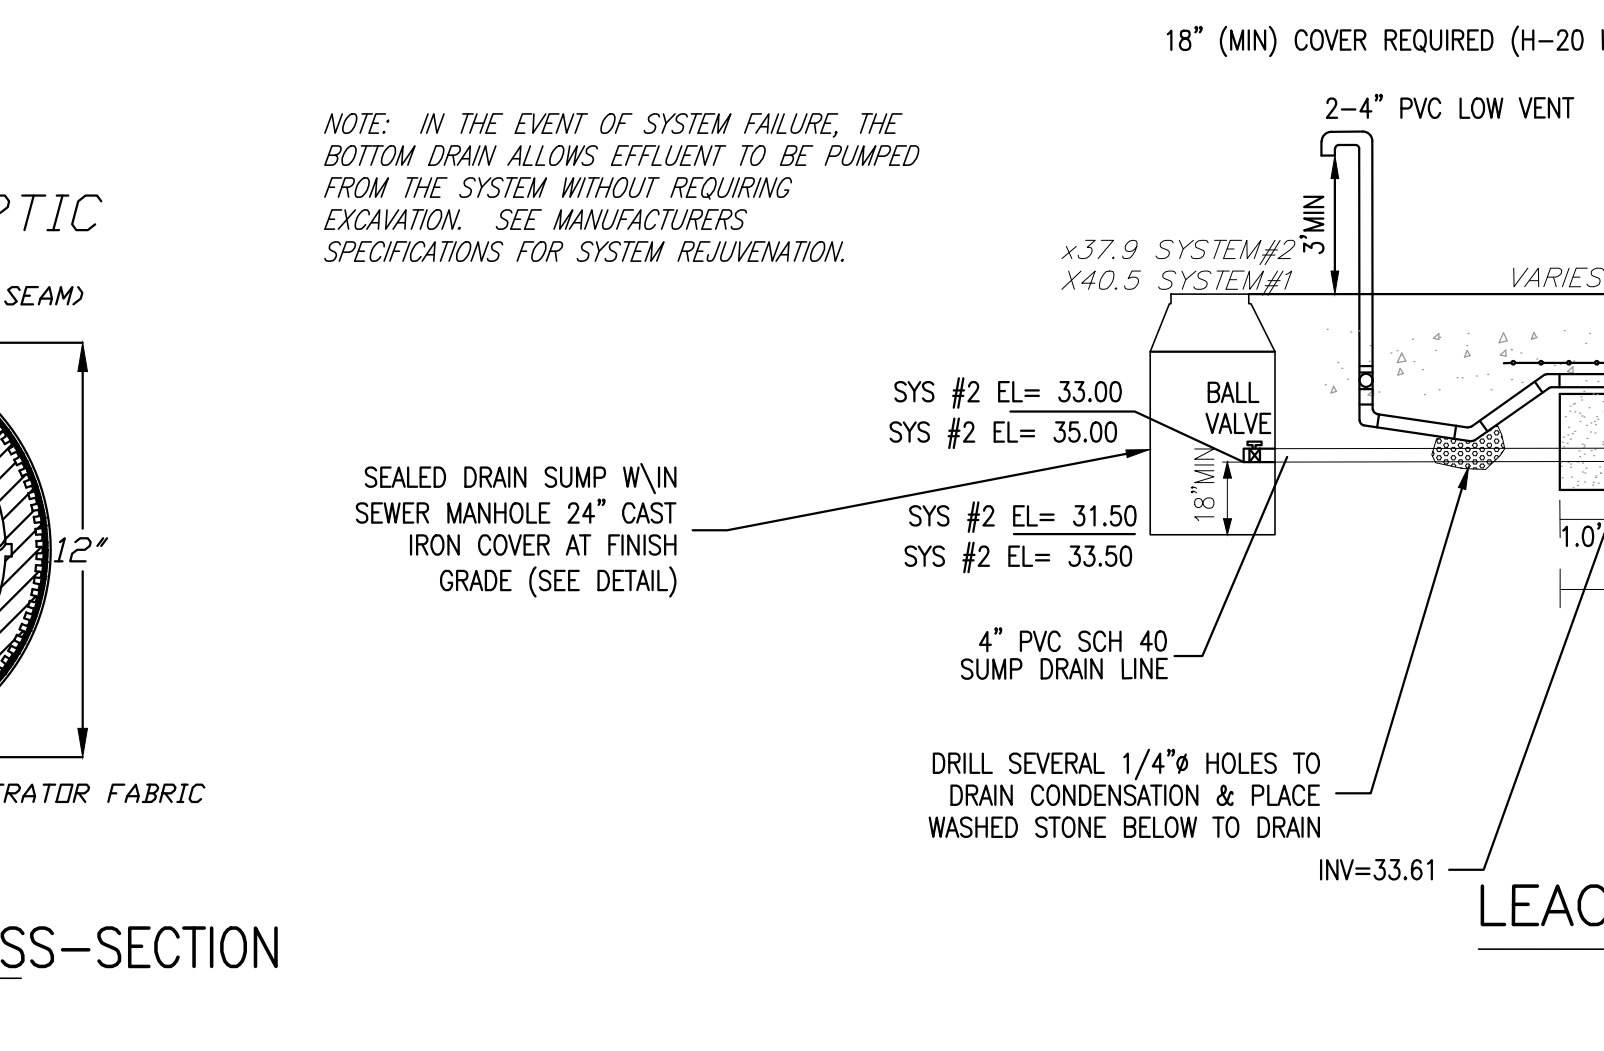 18" (MIN) COVER REQUIRED (H-20
2-4" PVC LOW VENT
NOTE: IN THE EVENT OF SYSTEM FAILURE, THE
BOTTOM DRAIN ALLOWS EFFLUENT TO BE PUMPED
FROM THE SYSTEM WITHOUT REQUIRING
EXCAVATION. SEE MANUFACTURERS
SPECIFICATIONS FOR SYSTEM REJUVENATION.
PTIC
SEAM)
12"
ERATOR FABRIC
SS-SECTION
3'MIN
x37.9 SYSTEM#2
X40.5 SYSTEM#1
VARIES
SYS #2 EL= 33.00
SYS #2 EL= 35.00
BALL
VALVE
18"MIN
SEALED DRAIN SUMP W\IN
SEWER MANHOLE 24" CAST
IRON COVER AT FINISH
GRADE (SEE DETAIL)
SYS #2 EL= 31.50
SYS #2 EL= 33.50
1.0'
4" PVC SCH 40
SUMP DRAIN LINE
DRILL SEVERAL 1/4"ø HOLES TO
DRAIN CONDENSATION & PLACE
WASHED STONE BELOW TO DRAIN
INV=33.61
LEAC